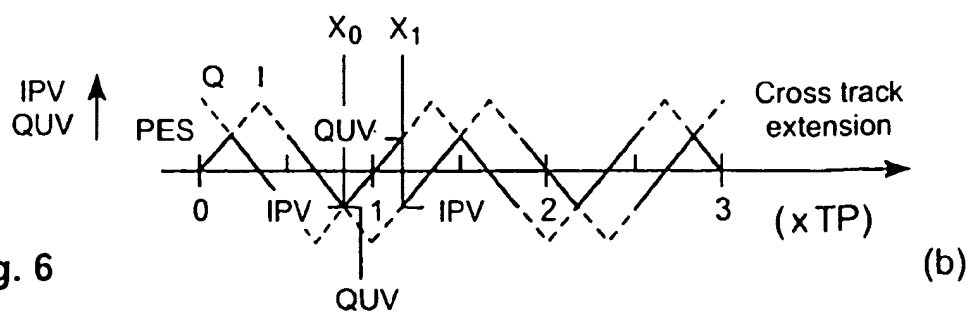 X0 X1
Q I
IPV
QUV
PES
QUV
Cross track
extension
0 IPV 1 IPV 2 3
(x TP)
g. 6
(b)
QUV